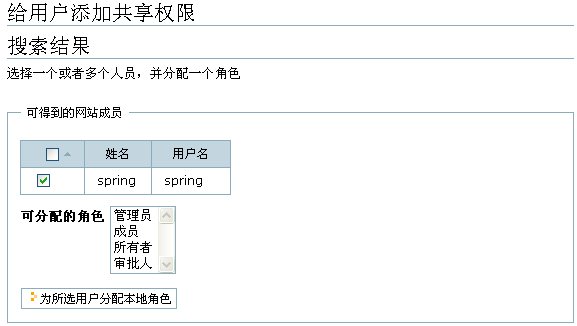 给用户添加共享权限
搜索结果
选择一个或者多个人员，并分配一个角色
可得到的网站成员
姓名 用户名
spring spring
可分配的角色
管理员
成员
所有者
审批人
为所选用户分配本地角色